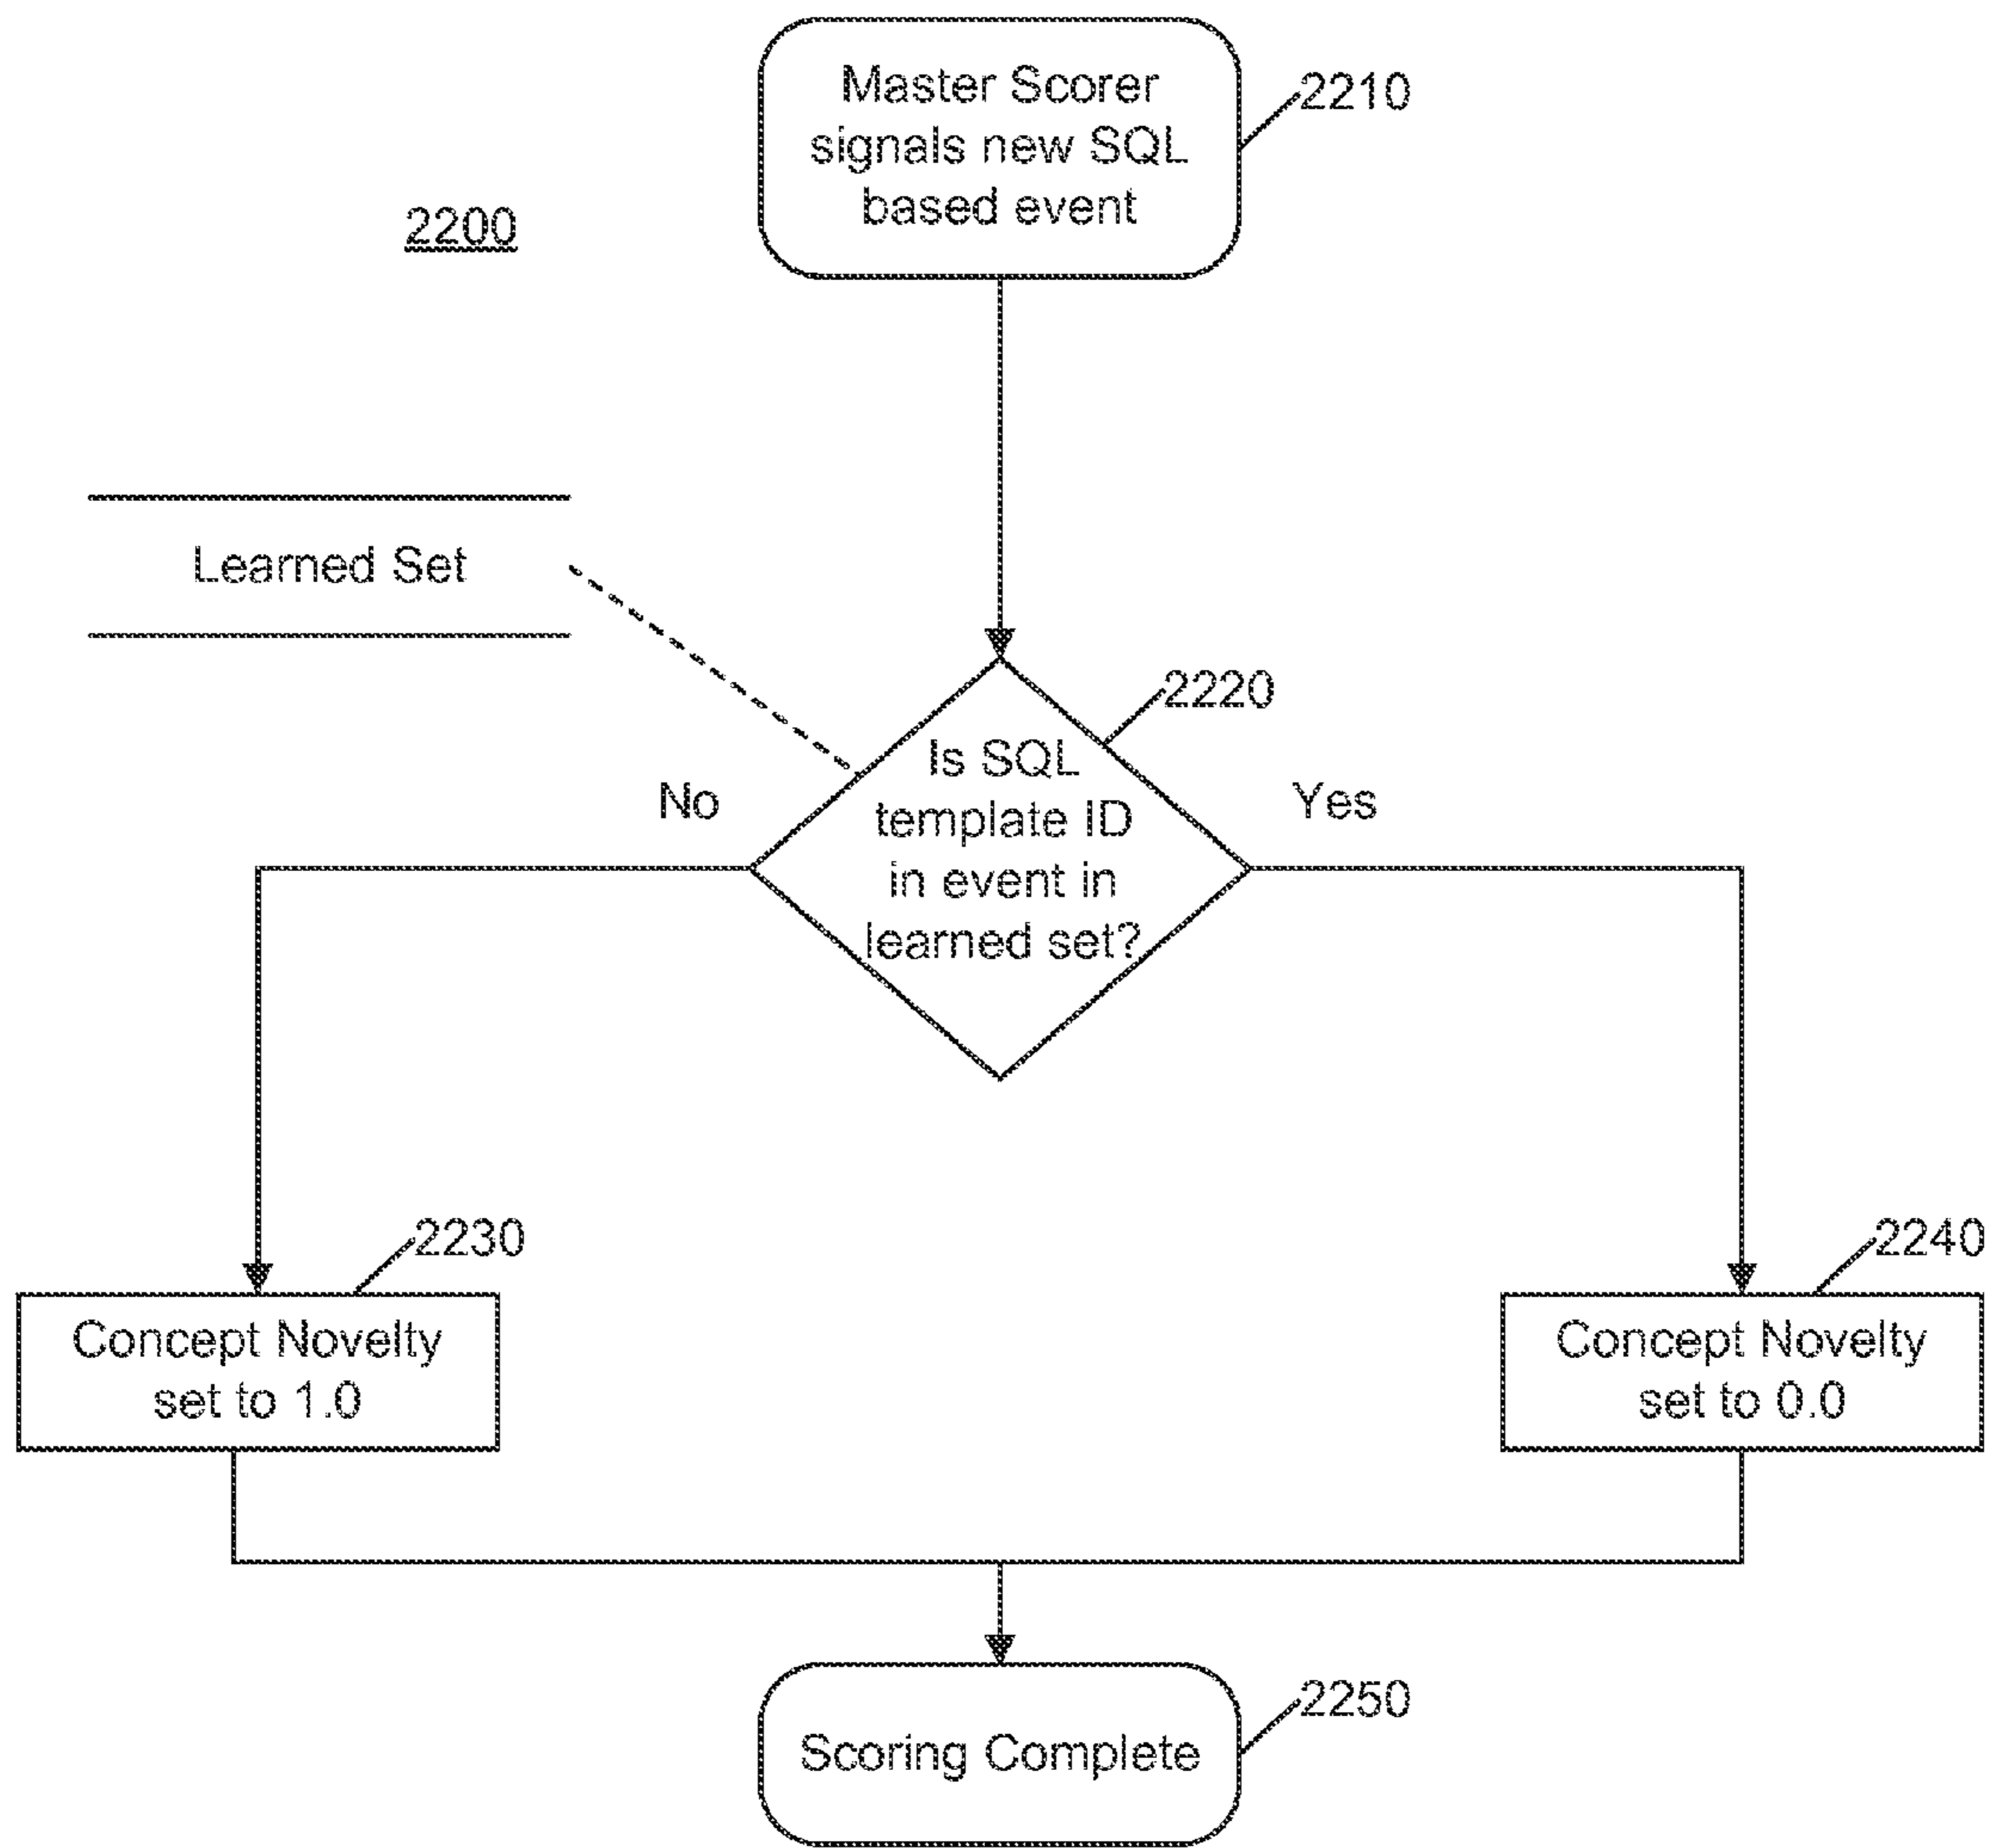 Master Scorer
signals new SQL
based event
2210
2200
Learned Set
2220
Is SQL
template ID
in event in
learned set?
No
Yes
2230
Concept Novelty
set to 1.0
2240
Concept Novelty
set to 0.0
2250
Scoring Complete